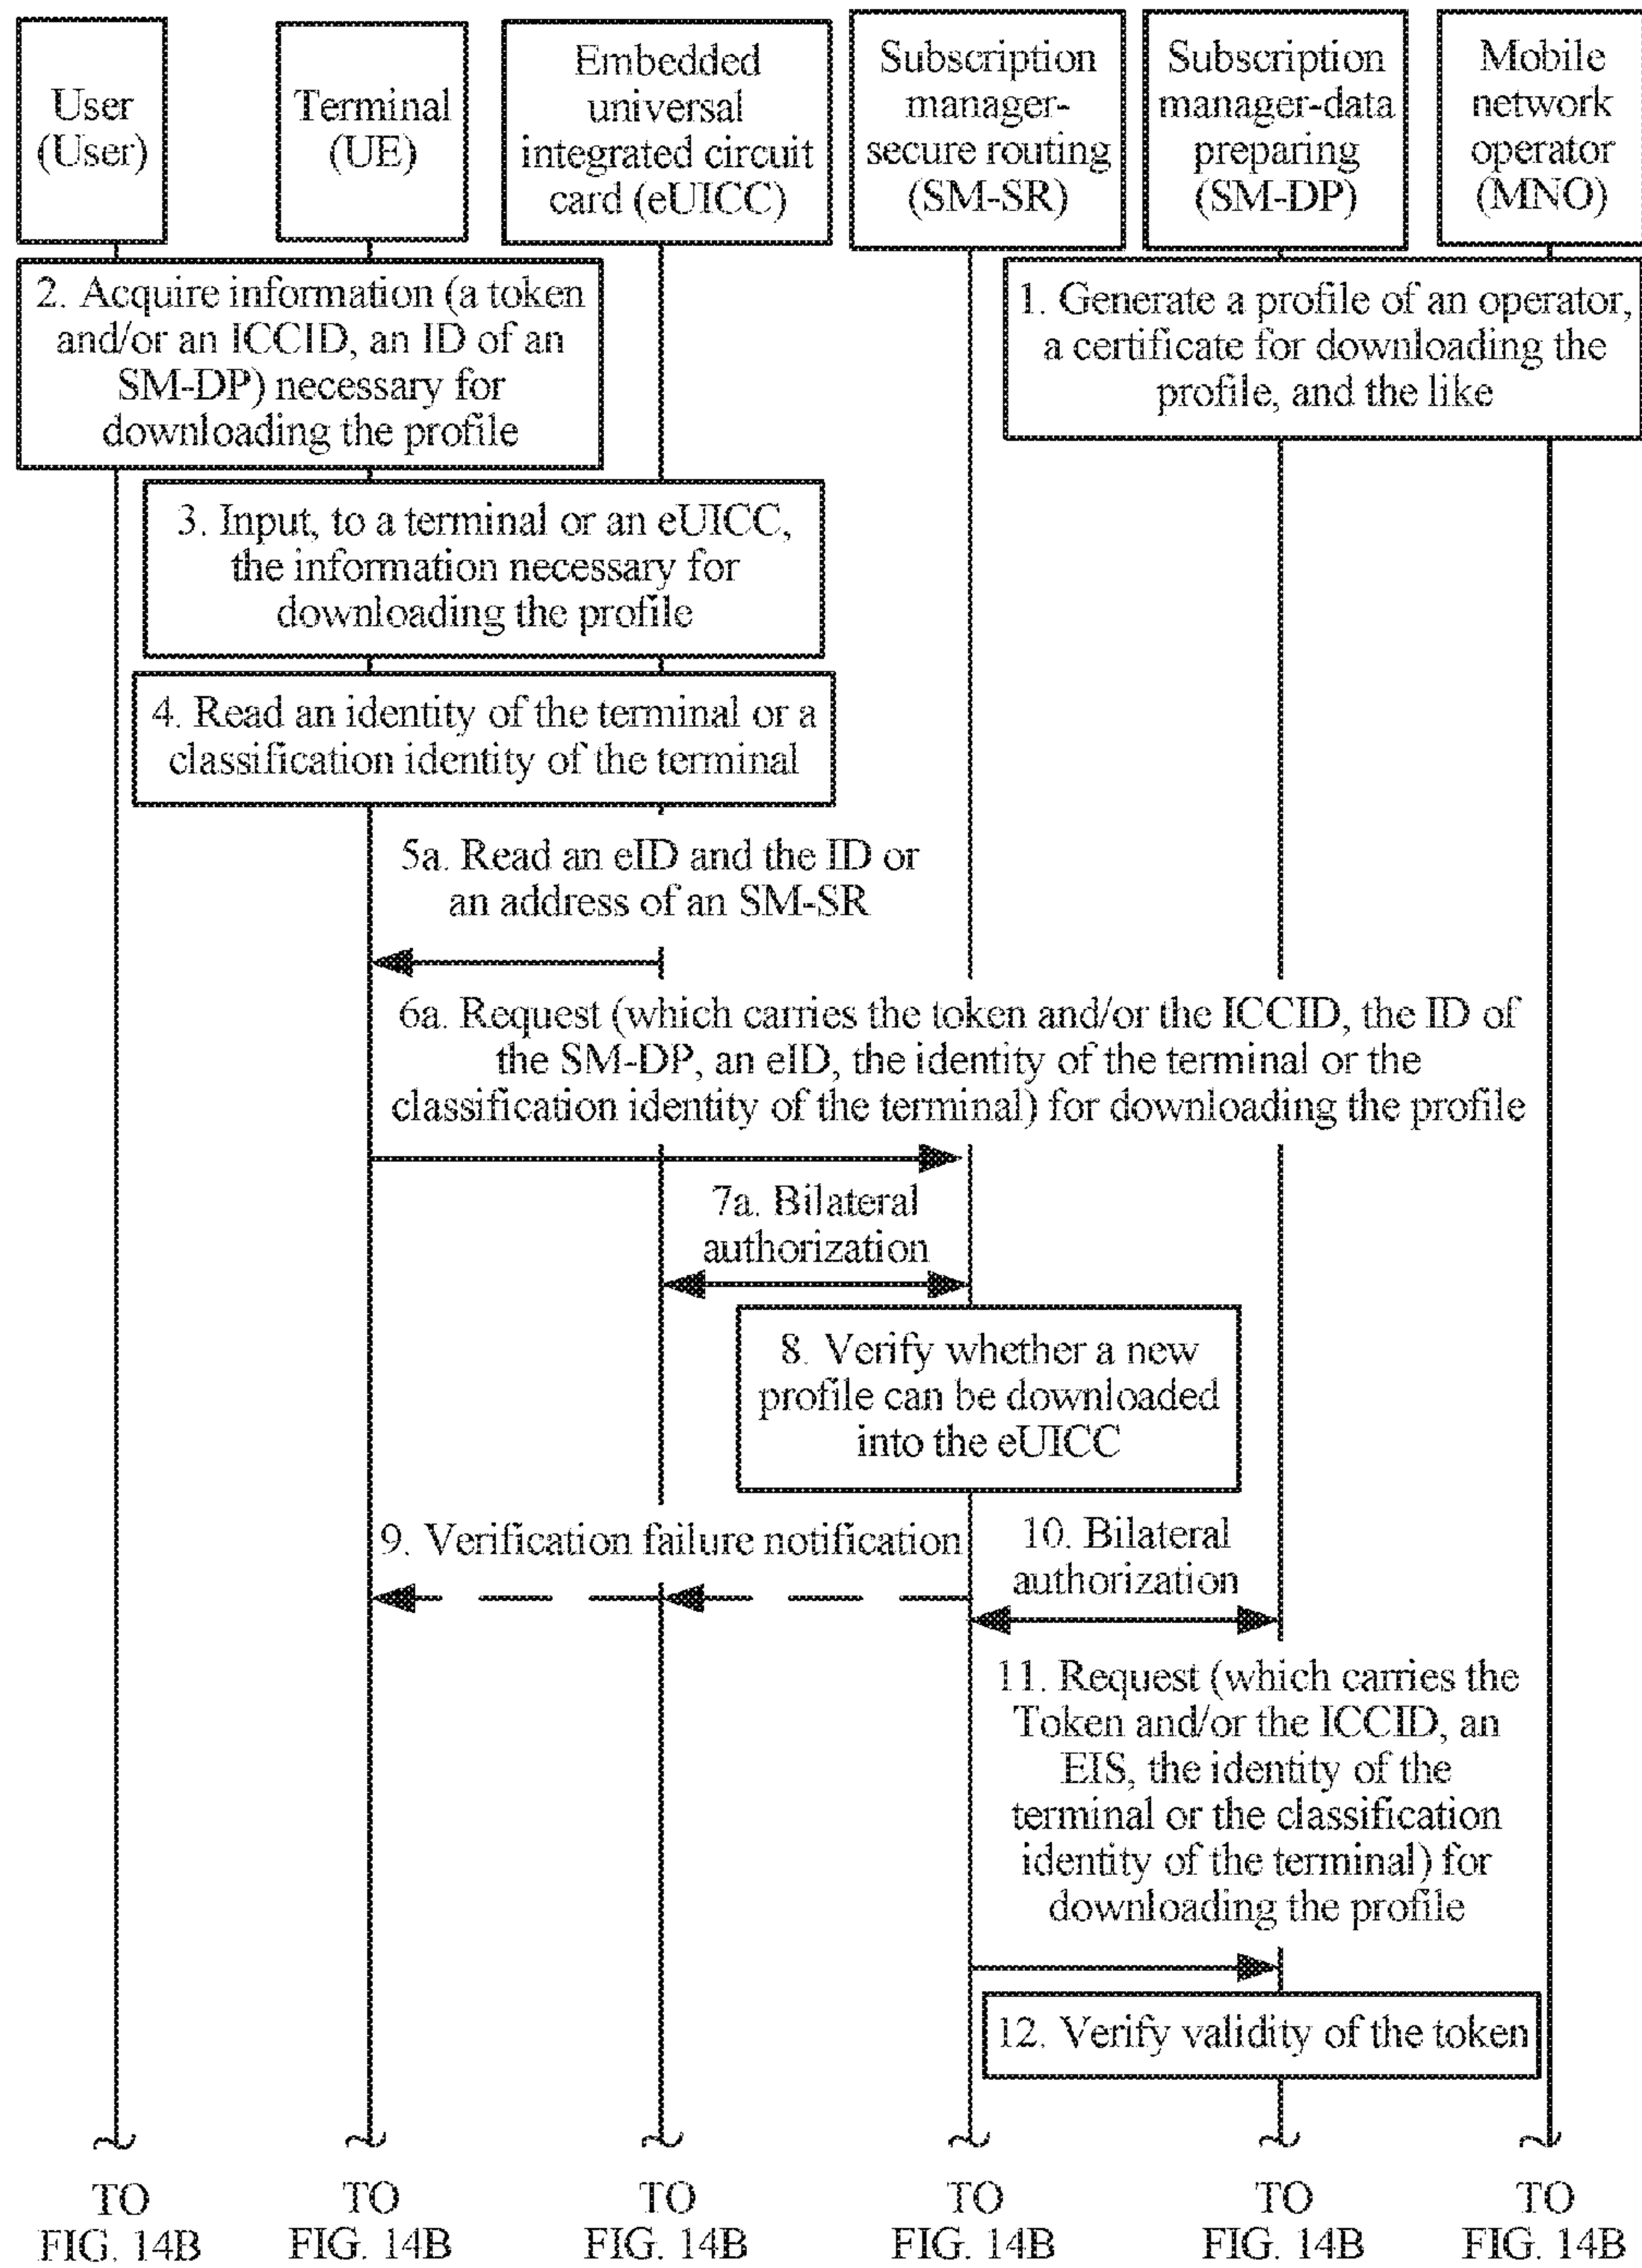 User
(User)
Terminal
(UE)
Embedded
universal
integrated circuit
card (eUICC)
Subscription
manager-
secure routing
(SM-SR)
Subscription
manager-data
preparing
(SM-DP)
Mobile
network
operator
(MNO)
1. Generate a profile of an operator,
a certificate for downloading the
profile, and the like
2. Acquire information (a token
and/or an ICCID, an ID of an
SM-DP) necessary for
downloading the profile
3. Input, to a terminal or an eUICC,
the information necessary for
downloading the profile
4. Read an identity of the terminal or a
classification identity of the terminal
5a. Read an eID and the ID or
an address of an SM-SR
6a. Request (which carries the token and/or the ICCID, the ID of
the SM-DP, an eID, the identity of the terminal or the
classification identity of the terminal) for downloading the profile
7a. Bilateral
authorization
8. Verify whether a new
profile can be downloaded
into the eUICC
9. Verification failure notification
10. Bilateral
authorization
11. Request (which carries the
Token and/or the ICCID, an
EIS, the identity of the
terminal or the classification
identity of the terminal) for
downloading the profile
12. Verify validity of the token
TO
FIG. 14B
TO
FIG. 14B
TO
FIG. 14B
TO
FIG. 14B
TO
FIG. 14B
TO
FIG. 14B